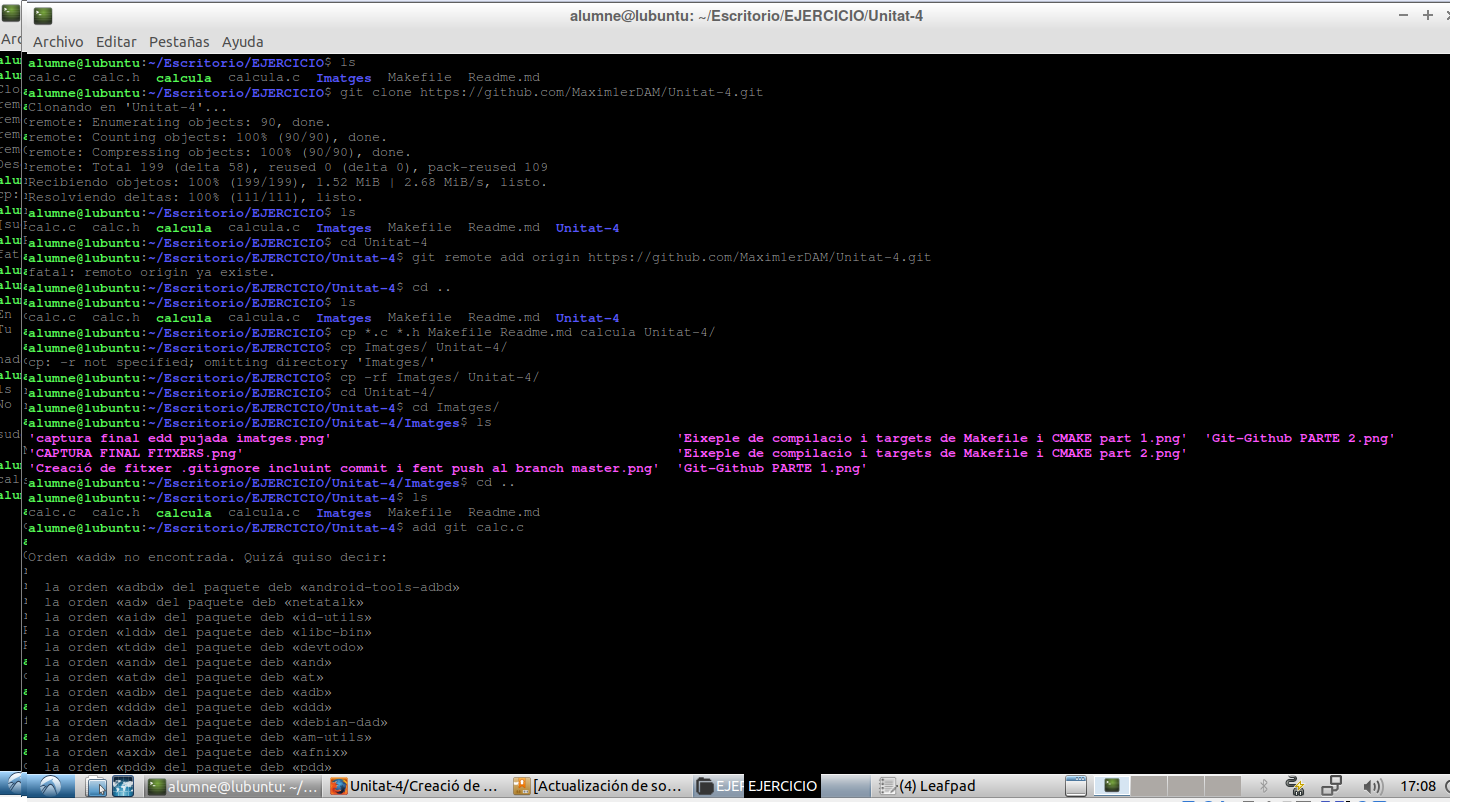 alumne@lubuntu: ~/Escritorio/EJERCICIO/Unitat-4
Archivo Editar Pestañas Ayuda
alumne@lubuntu:~/Escritorio/EJERCICIO$ ls
calc.c calc.h calcula calcula.c Imatges Makefile Readme.md
alumne@lubuntu:~/Escritorio/EJERCICIO$ git clone https://github.com/MaximlerDAM/Unitat-4.git
Clonando en 'Unitat-4'...
remote: Enumerating objects: 90, done.
remote: Counting objects: 100% (90/90), done.
remote: Compressing objects: 100% (90/90), done.
remote: Total 199 (delta 58), reused 0 (delta 0), pack-reused 109
Recibiendo objetos: 100% (199/199), 1.52 MiB | 2.68 MiB/s, listo.
Resolviendo deltas: 100% (111/111), listo.
alumne@lubuntu:~/Escritorio/EJERCICIO$ ls
calc.c calc.h calcula calcula.c Imatges Makefile Readme.md Unitat-4
alumne@lubuntu:~/Escritorio/EJERCICIO$ cd Unitat-4
alumne@lubuntu:~/Escritorio/EJERCICIO/Unitat-4$ git remote add origin https://github.com/MaximlerDAM/Unitat-4.git
fatal: remoto origin ya existe.
alumne@lubuntu:~/Escritorio/EJERCICIO/Unitat-4$ cd ..
alumne@lubuntu:~/Escritorio/EJERCICIO$ ls
calc.c calc.h calcula calcula.c Imatges Makefile Readme.md Unitat-4
alumne@lubuntu:~/Escritorio/EJERCICIO$ cp *.c *.h Makefile Readme.md calcula Unitat-4/
alumne@lubuntu:~/Escritorio/EJERCICIO$ cp Imatges/ Unitat-4/
cp: -r not specified; omitting directory 'Imatges/'
alumne@lubuntu:~/Escritorio/EJERCICIO$ cp -rf Imatges/ Unitat-4/
alumne@lubuntu:~/Escritorio/EJERCICIO$ cd Unitat-4/
alumne@lubuntu:~/Escritorio/EJERCICIO/Unitat-4$ cd Imatges/
alumne@lubuntu:~/Escritorio/EJERCICIO/Unitat-4/Imatges$ ls
'captura final edd pujada imatges.png' 'Eixeple de compilacio i targets de Makefile i CMAKE part 1.png' 'Git-Github PARTE 2.png'
'CAPTURA FINAL FITXERS.png' 'Eixeple de compilacio i targets de Makefile i CMAKE part 2.png'
'Creació de fitxer .gitignore incluint commit i fent push al branch master.png' 'Git-Github PARTE 1.png'
alumne@lubuntu:~/Escritorio/EJERCICIO/Unitat-4/Imatges$ cd ..
alumne@lubuntu:~/Escritorio/EJERCICIO/Unitat-4$ ls
calc.c calc.h calcula calcula.c Imatges Makefile Readme.md
alumne@lubuntu:~/Escritorio/EJERCICIO/Unitat-4$ add git calc.c
Orden «add» no encontrada. Quizá quiso decir:
la orden «adbd» del paquete deb «android-tools-adbd»
la orden «ad» del paquete deb «netatalk»
la orden «aid» del paquete deb «id-utils»
la orden «ldd» del paquete deb «libc-bin»
la orden «tdd» del paquete deb «devtodo»
la orden «and» del paquete deb «and»
la orden «atd» del paquete deb «at»
la orden «adb» del paquete deb «adb»
la orden «ddd» del paquete deb «ddd»
la orden «dad» del paquete deb «debian-dad»
la orden «amd» del paquete deb «am-utils»
la orden «axd» del paquete deb «afnix»
la orden «pdd» del paquete deb «pdd»
alumne@lubuntu: ~/... Unitat-4/Creació de ... [Actualización de so... EJER EJERCICIO (4) Leafpad 17:08